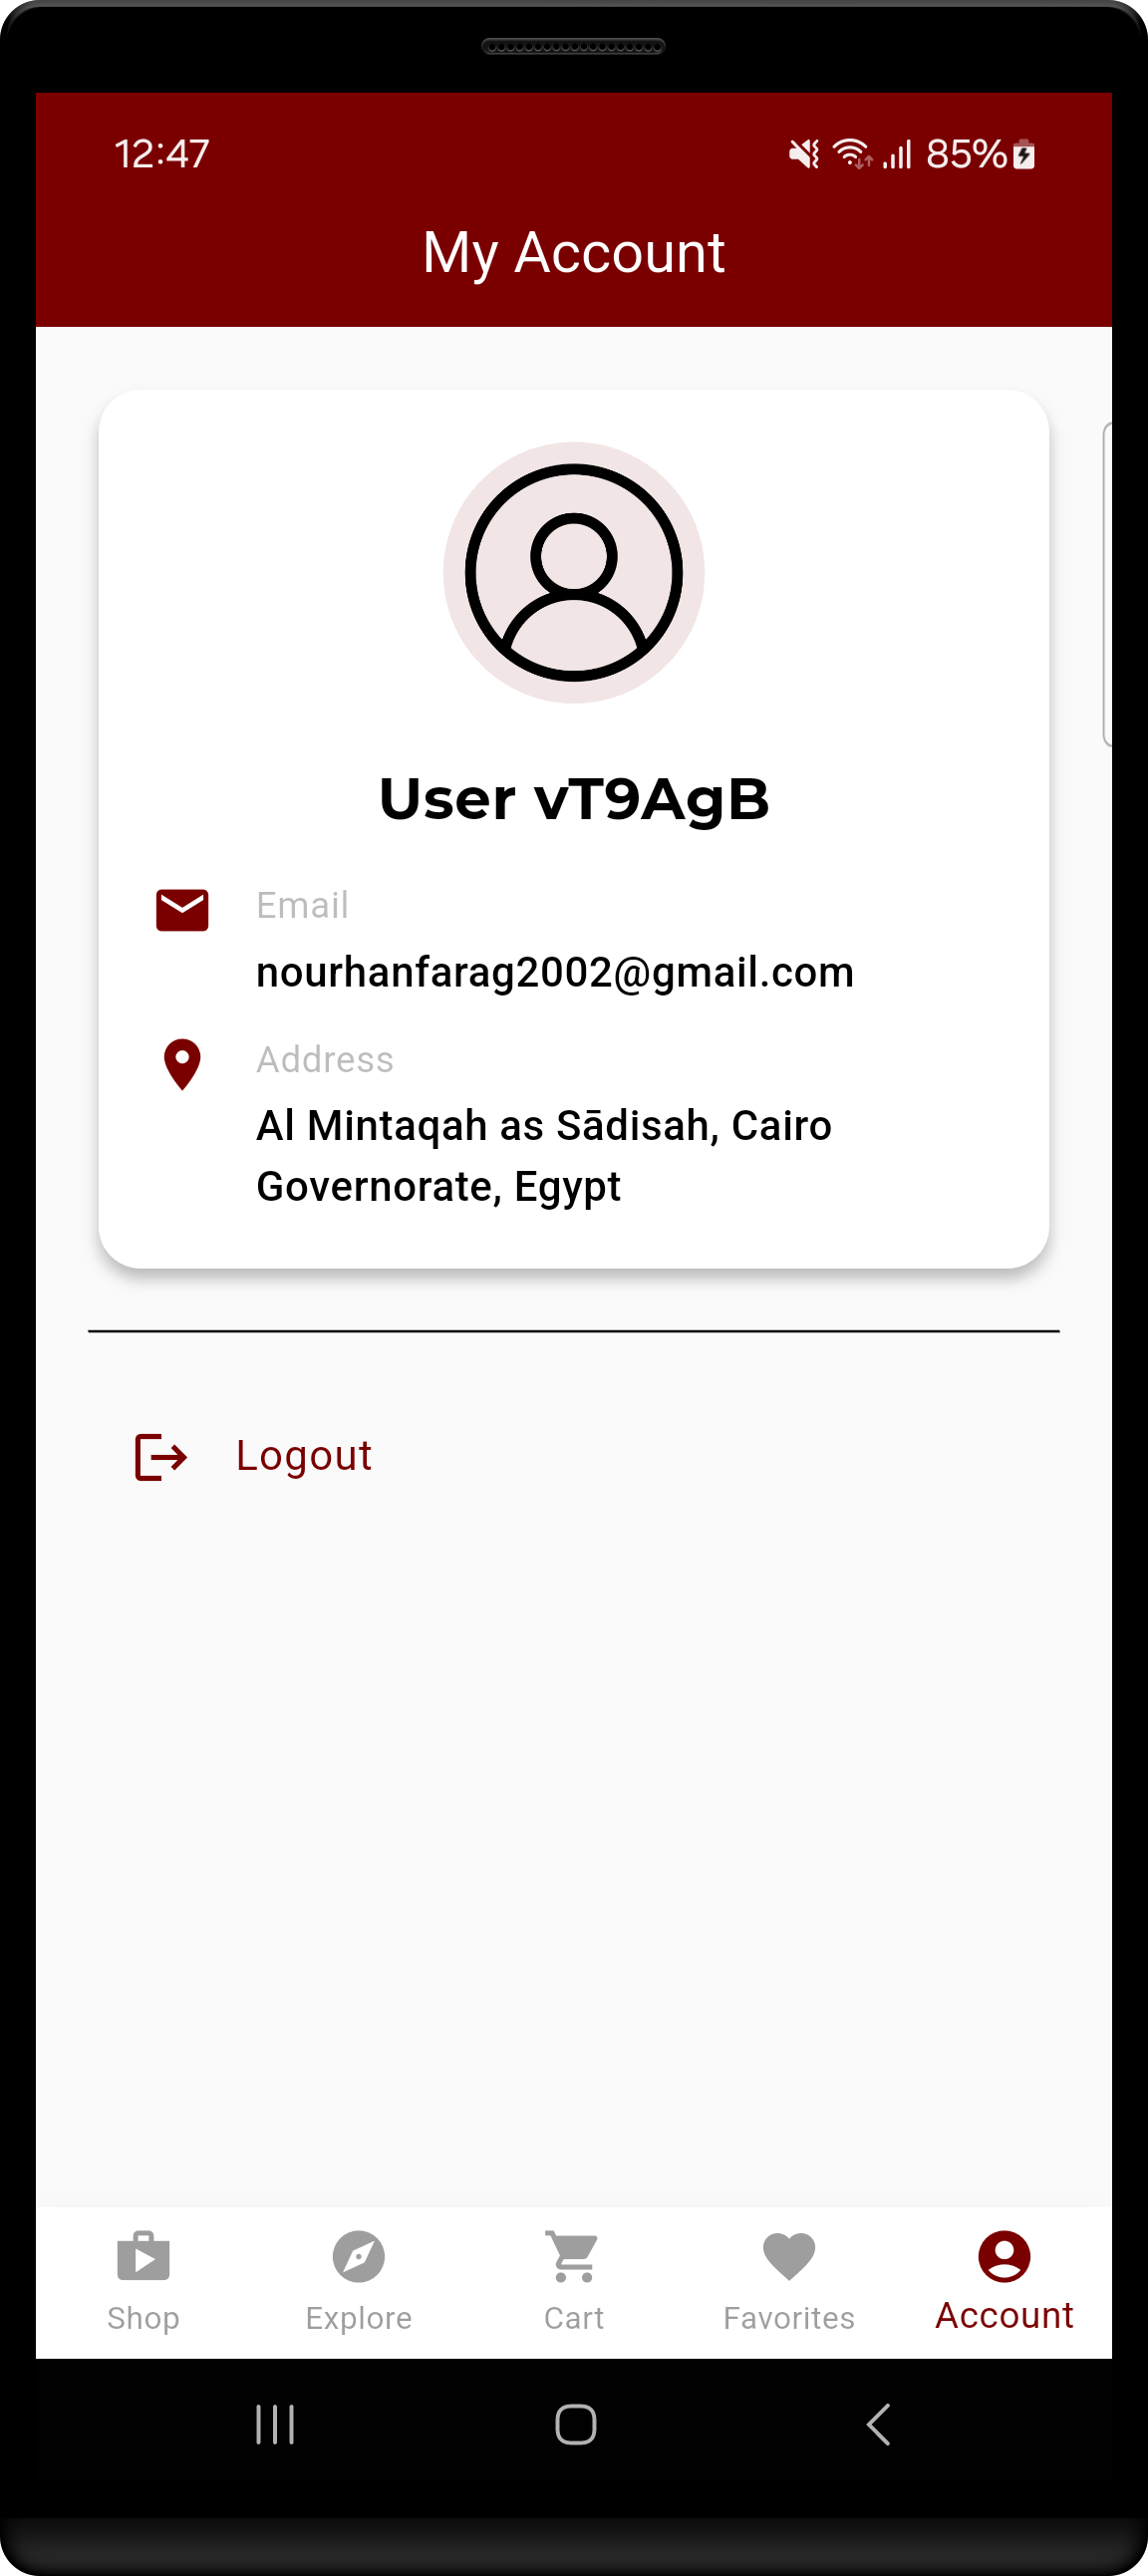 12:47
85%
My Account
User vT9AgB
Email
nourhanfarag2002@gmail.com
Address
Al Mintaqah as Sādisah, Cairo
Governorate, Egypt
Logout
Shop
Explore
Cart
Favorites
Account